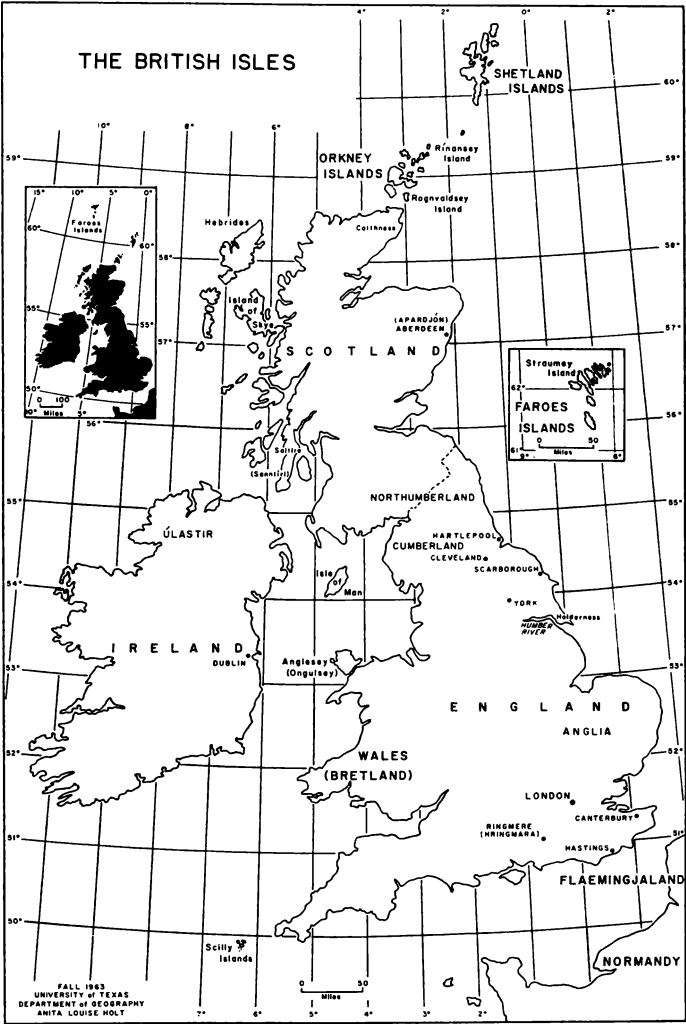 4°
2°
0°
2°
THE BRITISH ISLES
SHETLAND
ISLANDS
60°
10°
8°
6°
59°
ORKNEY
ISLANDS
Rinansey
Island
59°
Rognvaldsey
Island
15°
10°
5°
0°
Faroes
Islands
60°
60°
55°
55°
50°
10°
5°
0 100
Miles
Hebrides
Caithness
58°
58°
Island
of
Skye
(APARDJÓN)
ABERDEEN
57°
57°
SCOTLAND
Straumey
Island
62°
FAROES
ISLANDS
0 50
Miles
61°
9°
6°
56°
56°
Saltire
(Sanntiri)
55°
NORTHUMBERLAND
55°
ÚLASTIR
HARTLEPOOL
CUMBERLAND
CLEVELAND
SCARBOROUGH
54°
Isle
of
Man
54°
YORK
Holderness
HUMBER
RIVER
IRELAND
DUBLIN
53°
Anglesey
(Ongulsey)
53°
ENGLAND
ANGLIA
52°
WALES
(BRETLAND)
52°
LONDON
CANTERBURY
51°
RINGMERE
(HRINGMARA)
51°
HASTINGS
FLAEMINGJALAND
50°
Scilly
Islands
NORMANDY
FALL 1963
UNIVERSITY of TEXAS
DEPARTMENT of GEOGRAPHY
ANITA LOUISE HOLT
0 50
Miles
7°
5°
4°
3°
2°